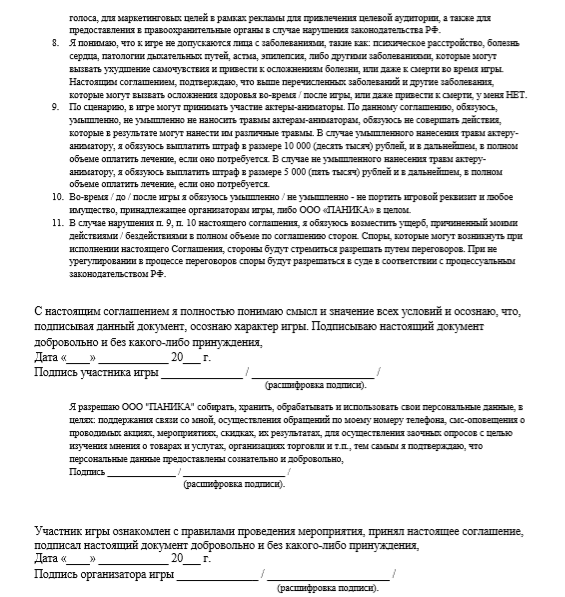 голоса, для маркетинговых целей в рамках рекламы для привлечения целевой аудитории, а также для
предоставления в правоохранительные органы в случае нарушения законодательства РФ.
8. Я понимаю, что к игре не допускаются лица с заболеваниями, такие как: психическое расстройство, болезнь
сердца, патологии дыхательных путей, астма, эпилепсия, либо другими заболеваниями, которые могут
вызвать ухудшение самочувствия и привести к осложнениям болезни, или даже к смерти во время игры.
Настоящим соглашением, подтверждаю, что выше перечисленных заболеваний и другие заболевания,
которые могут вызвать осложнения здоровья во-время / после игры, или даже привести к смерти, у меня НЕТ.
9. По сценарию, в игре могут принимать участие актеры-аниматоры. По данному соглашению, обязуюсь,
умышленно, не умышленно не наносить травмы актерам-аниматорам, обязуюсь не совершать действия,
которые в результате могут нанести им различные травмы. В случае умышленного нанесения травм актеру-
аниматору, я обязуюсь выплатить штраф в размере 10 000 (десять тысяч) рублей, и в дальнейшем, в полном
объеме оплатить лечение, если оно потребуется. В случае не умышленного нанесения травм актеру-
аниматору, я обязуюсь выплатить штраф в размере 5 000 (пять тысяч) рублей и в дальнейшем, в полном
объеме оплатить лечение, если оно потребуется.
10. Во-время / до / после игры я обязуюсь умышленно / не умышленно - не портить игровой реквизит и любое
имущество, принадлежащее организаторам игры, либо ООО «ПАНИКА» в целом.
11. В случае нарушения п. 9, п. 10 настоящего соглашения, я обязуюсь возместить ущерб, причиненный моими
действиями / бездействиями в полном объеме по соглашению сторон. Споры, которые могут возникнуть при
исполнении настоящего Соглашения, стороны будут стремиться разрешать путем переговоров. При не
урегулировании в процессе переговоров споры будут разрешаться в суде в соответствии с процессуальным
законодательством РФ.
С настоящим соглашением я полностью понимаю смысл и значение всех условий и осознаю, что,
подписывая данный документ, осознаю характер игры. Подписываю настоящий документ
добровольно и без какого-либо принуждения,
Дата «____» ____________ 20___ г.
Подпись участника игры ______________ / _____________________ /
(расшифровка подписи).
Я разрешаю ООО "ПАНИКА" собирать, хранить, обрабатывать и использовать свои персональные данные, в
целях: поддержания связи со мной, осуществления обращений по моему номеру телефона, смс-оповещения о
проводимых акциях, мероприятиях, скидках, их результатах, для осуществления заочных опросов с целью
изучения мнения о товарах и услугах, организациях торговли и т.п., тем самым я подтверждаю, что
персональные данные предоставлены сознательно и добровольно,
Подпись ______________ / _____________________ /
(расшифровка подписи).
Участник игры ознакомлен с правилами проведения мероприятия, принял настоящее соглашение,
подписал настоящий документ добровольно и без какого-либо принуждения,
Дата «____» ____________ 20___ г.
Подпись организатора игры ______________ / _____________________ /
(расшифровка подписи).